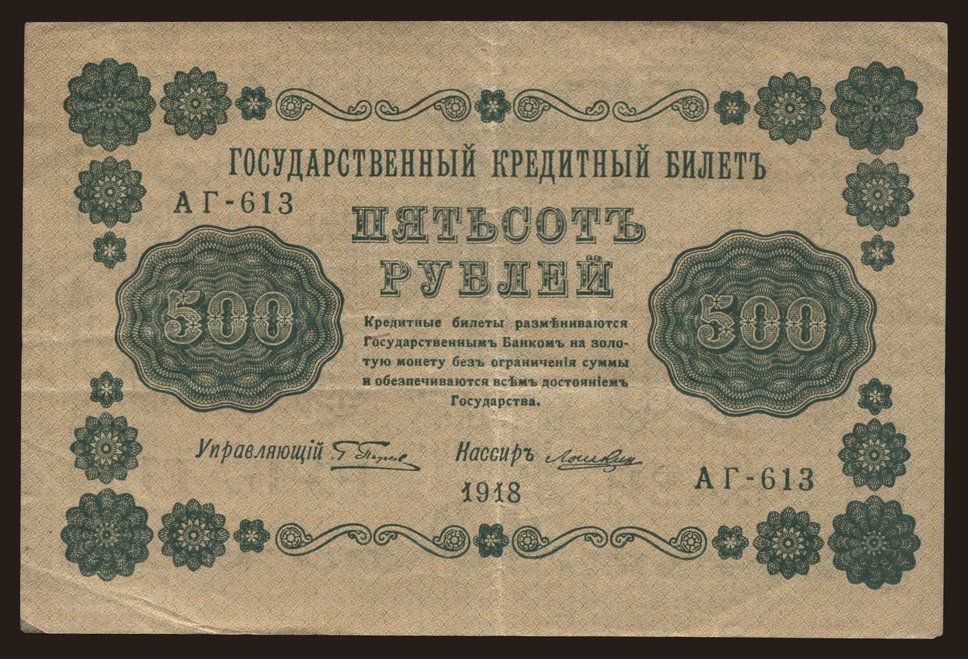 ГОСУДАРСТВЕННЫЙ КРЕДИТНЫЙ БИЛЕТЪ
АГ-613
ПЯТЬСОТЪ
РУБЛЕЙ
500
500
Кредитные билеты размѣниваются
Государственнымъ Банкомъ на золо-
тую монету безъ ограниченія суммы
и обезпечиваются всѣмъ достояніемъ
Государства.
Управляющій
Кассиръ
1918
АГ-613